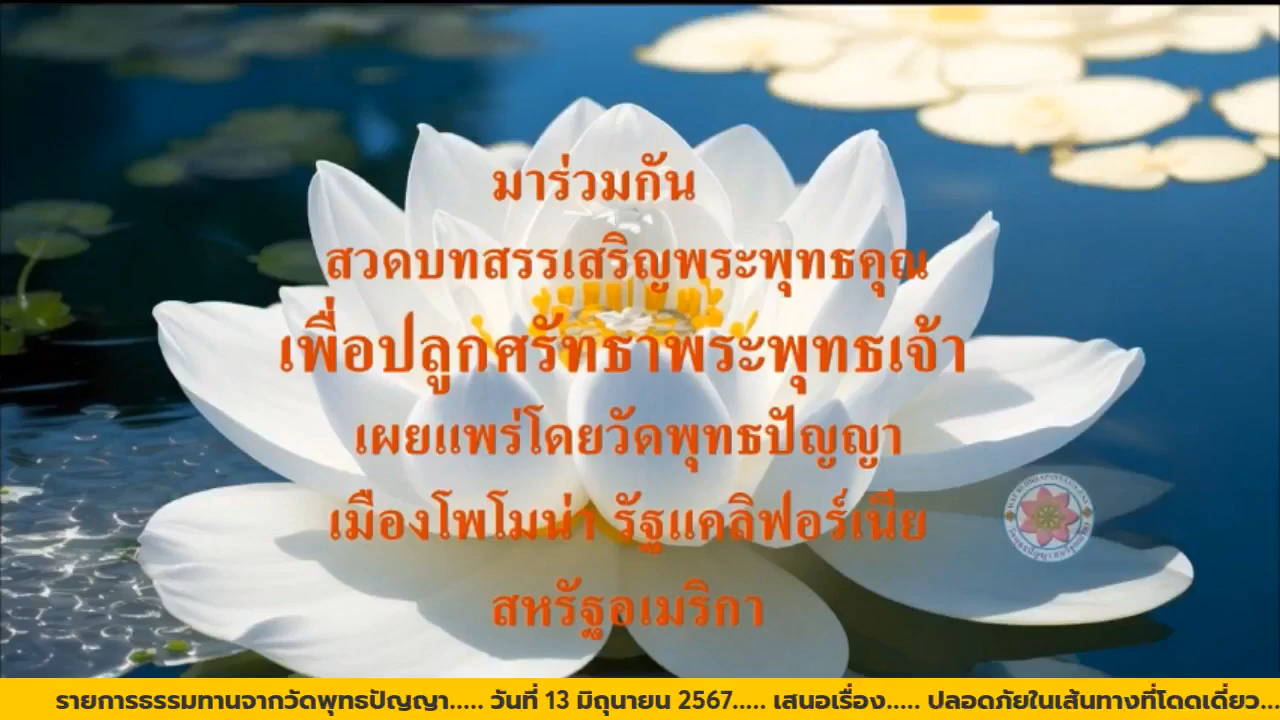 มาร่วมกัน
สวดบทสรรเสริญพระพุทธคุณ
เพื่อปลูกศรัทธาพระพุทธเจ้า
เผยแพร่โดยวัดพุทธปัญญา
เมืองโพโมน่า รัฐแคลิฟอร์เนีย
สหรัฐอเมริกา
รายการธรรมทานจากวัดพุทธปัญญา..... วันที่ 13 มิถุนายน 2567..... เสนอเรื่อง..... ปลอดภัยในเส้นทางที่โดดเดี่ยว...